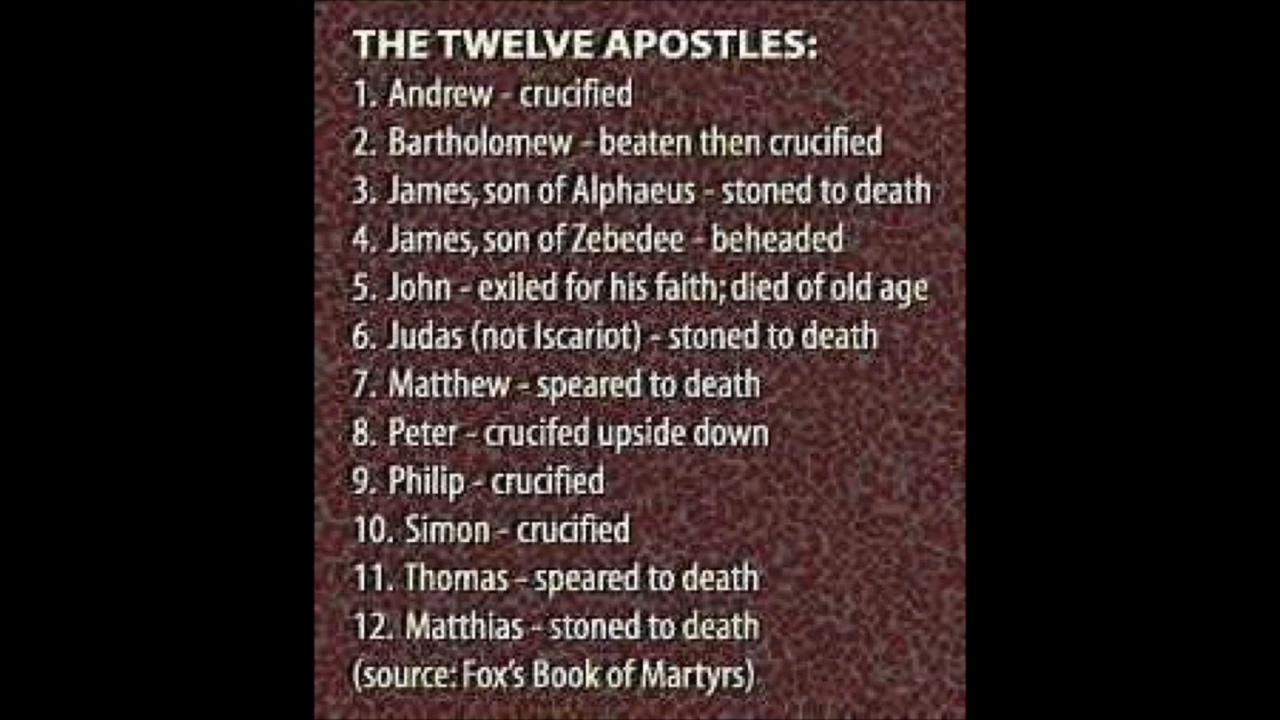 THE TWELVE APOSTLES:
1. Andrew - crucified
2. Bartholomew - beaten then crucified
3. James, son of Alphaeus - stoned to death
4. James, son of Zebedee - beheaded
5. John - exiled for his faith; died of old age
6. Judas (not Iscariot) - stoned to death
7. Matthew - speared to death
8. Peter - crucifed upside down
9. Philip - crucified
10. Simon - crucified
11. Thomas - speared to death
12. Matthias - stoned to death
(source: Fox's Book of Martyrs)